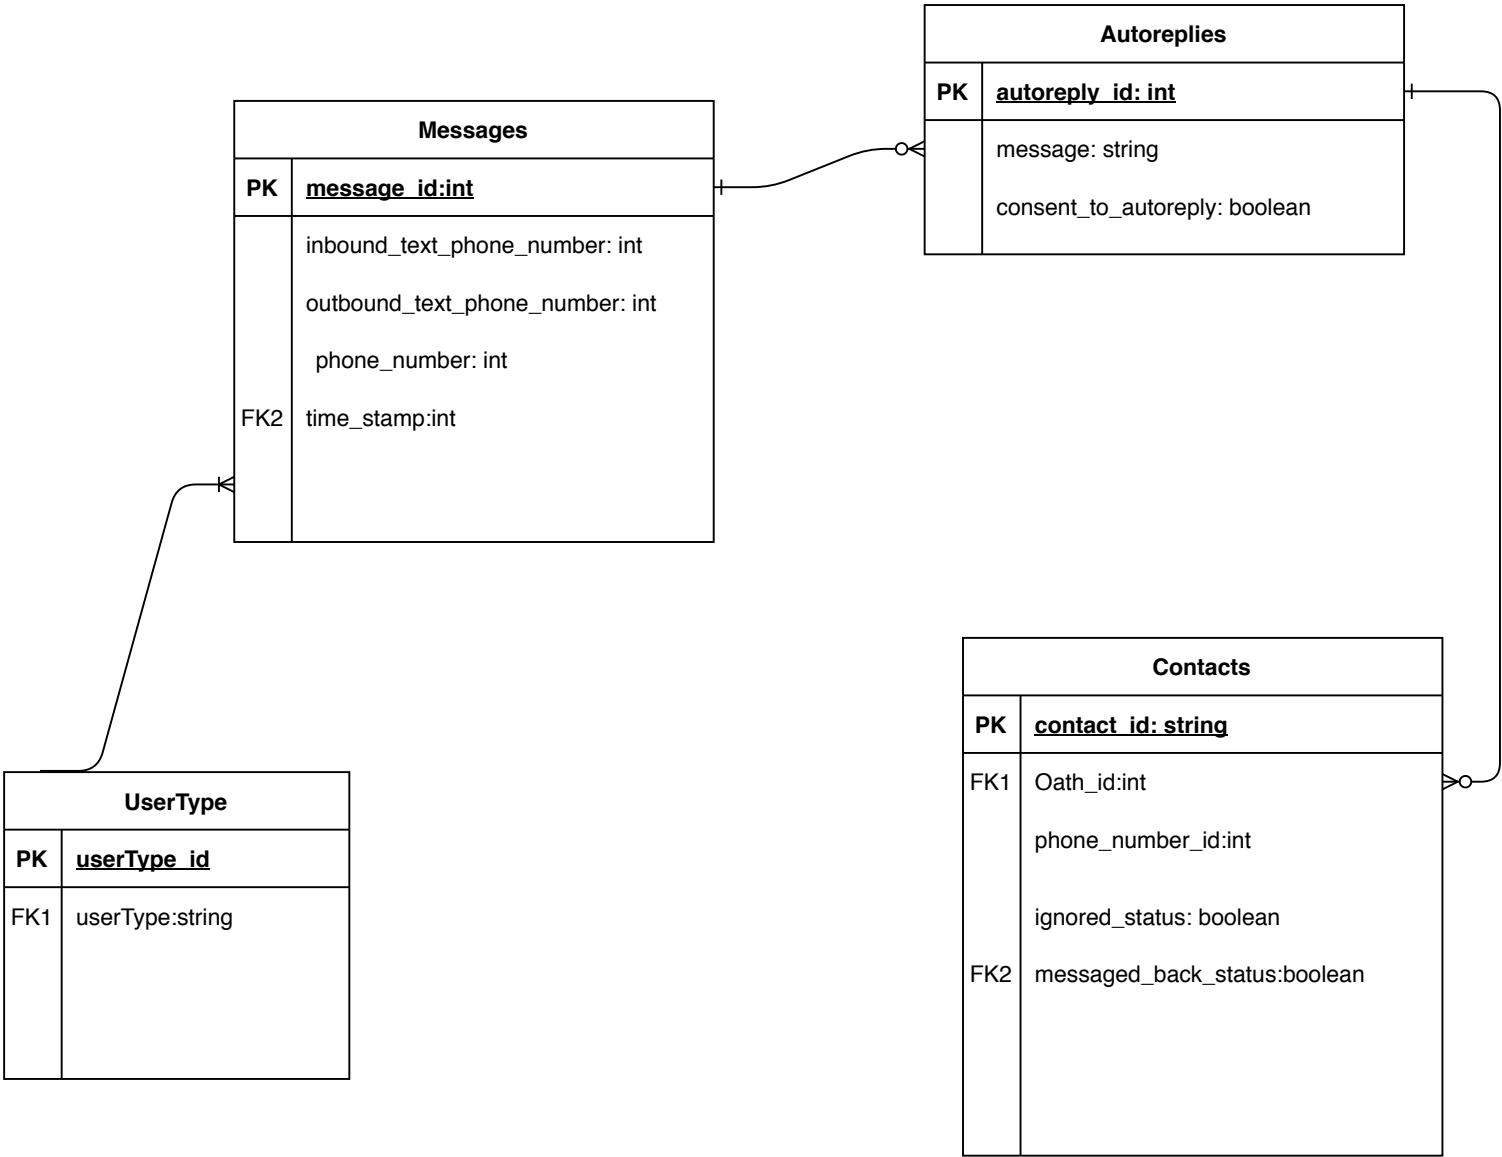 Autoreplies
PK autoreply_id: int
message: string
consent_to_autoreply: boolean
Messages
PK message_id:int
inbound_text_phone_number: int
outbound_text_phone_number: int
phone_number: int
FK2 time_stamp:int
Contacts
PK contact_id: string
FK1 Oath_id:int
phone_number_id:int
ignored_status: boolean
FK2 messaged_back_status:boolean
UserType
PK userType_id
FK1 userType:string